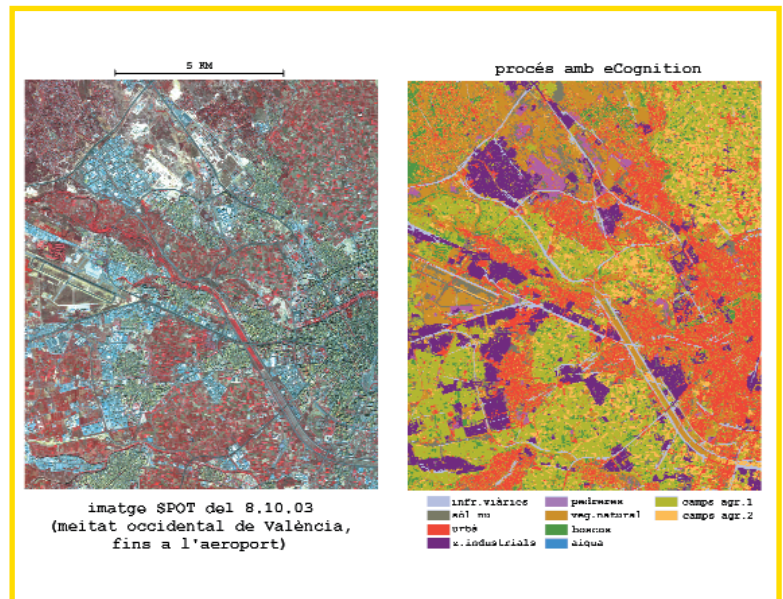 5 KM
procés amb eCognition
imatge SPOT del 8.10.03
(meitat occidental de València,
fins a l'aeroport)
infr.viàries
pedreres
camps agr.1
sòl nu
veg.natural
camps agr.2
urbà
boscos
z.industrials
aigua